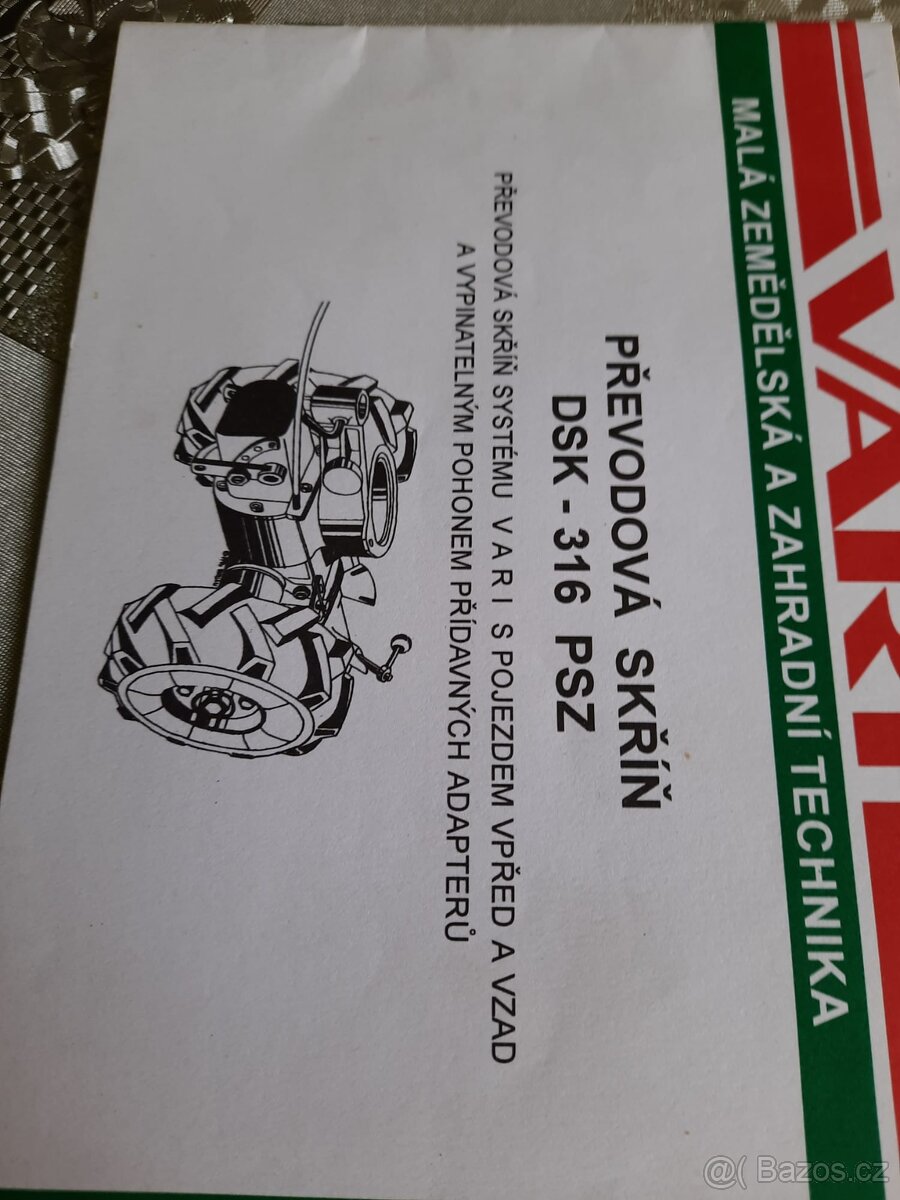 VARI
MALÁ ZEMĚDĚLSKÁ A ZAHRADNÍ TECHNIKA
PŘEVODOVÁ SKŘÍŇ
DSK - 316 PSZ
PŘEVODOVÁ SKŘÍŇ SYSTÉMU V A R I S POJEZDEM VPŘED A VZAD
A VYPINATELNÝM POHONEM PŘÍDAVNÝCH ADAPTERŮ
@( Bazos.cz